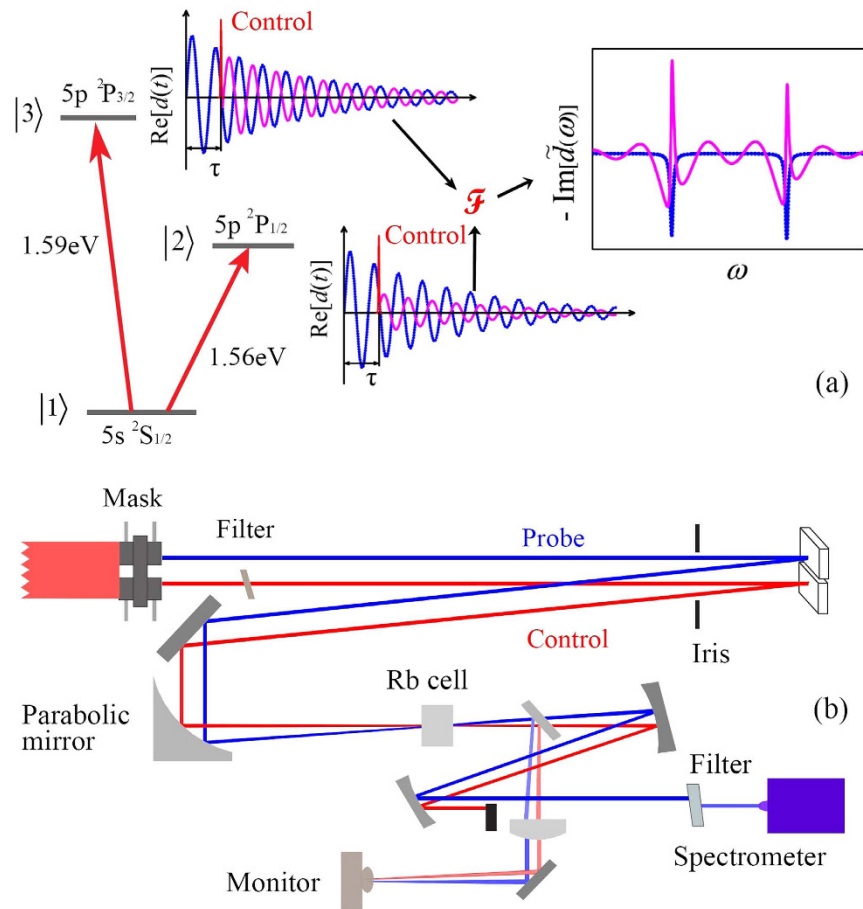 Control
|3⟩
5p ²P3/2
Re[d(t)]
τ
- Im[d̃(ω)]
ω
ℱ
|2⟩
5p ²P1/2
Control
1.59eV
Re[d(t)]
τ
1.56eV
|1⟩
5s ²S1/2
(a)
Mask
Filter
Probe
Control
Iris
Rb cell
Parabolic
mirror
(b)
Filter
Spectrometer
Monitor